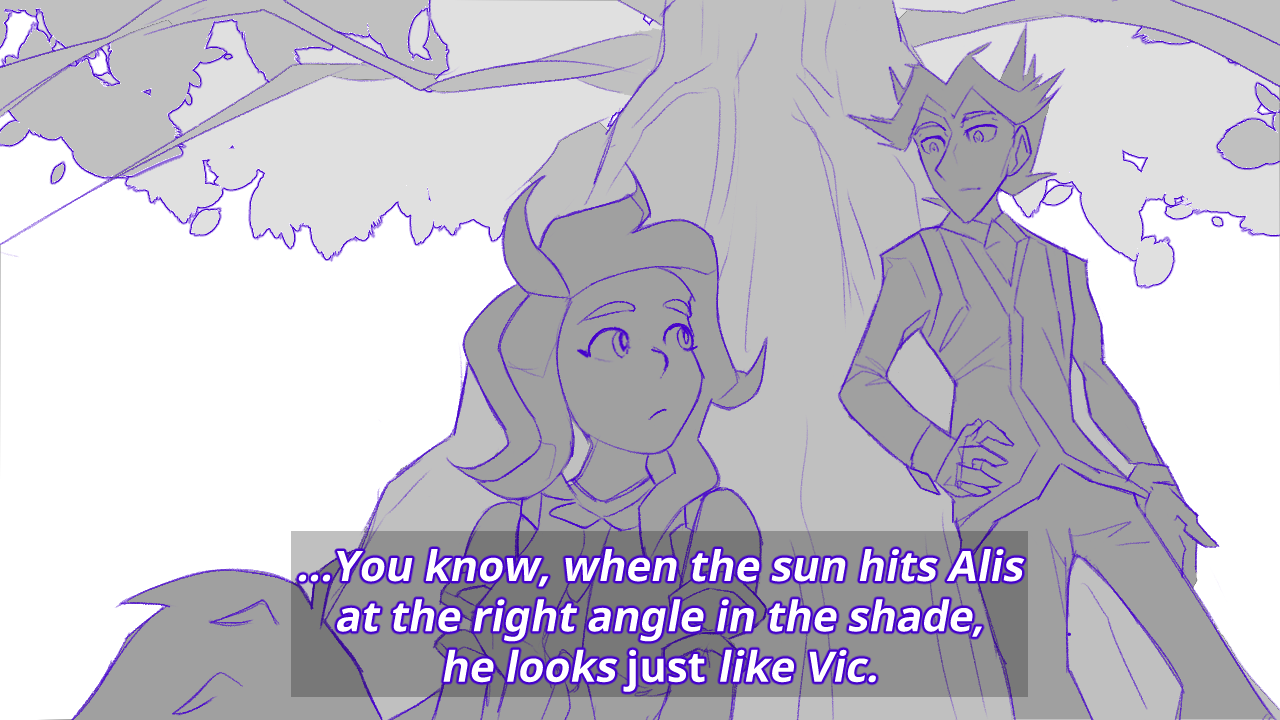 ...You know, when the sun hits Alis
at the right angle in the shade,
he looks just like Vic.